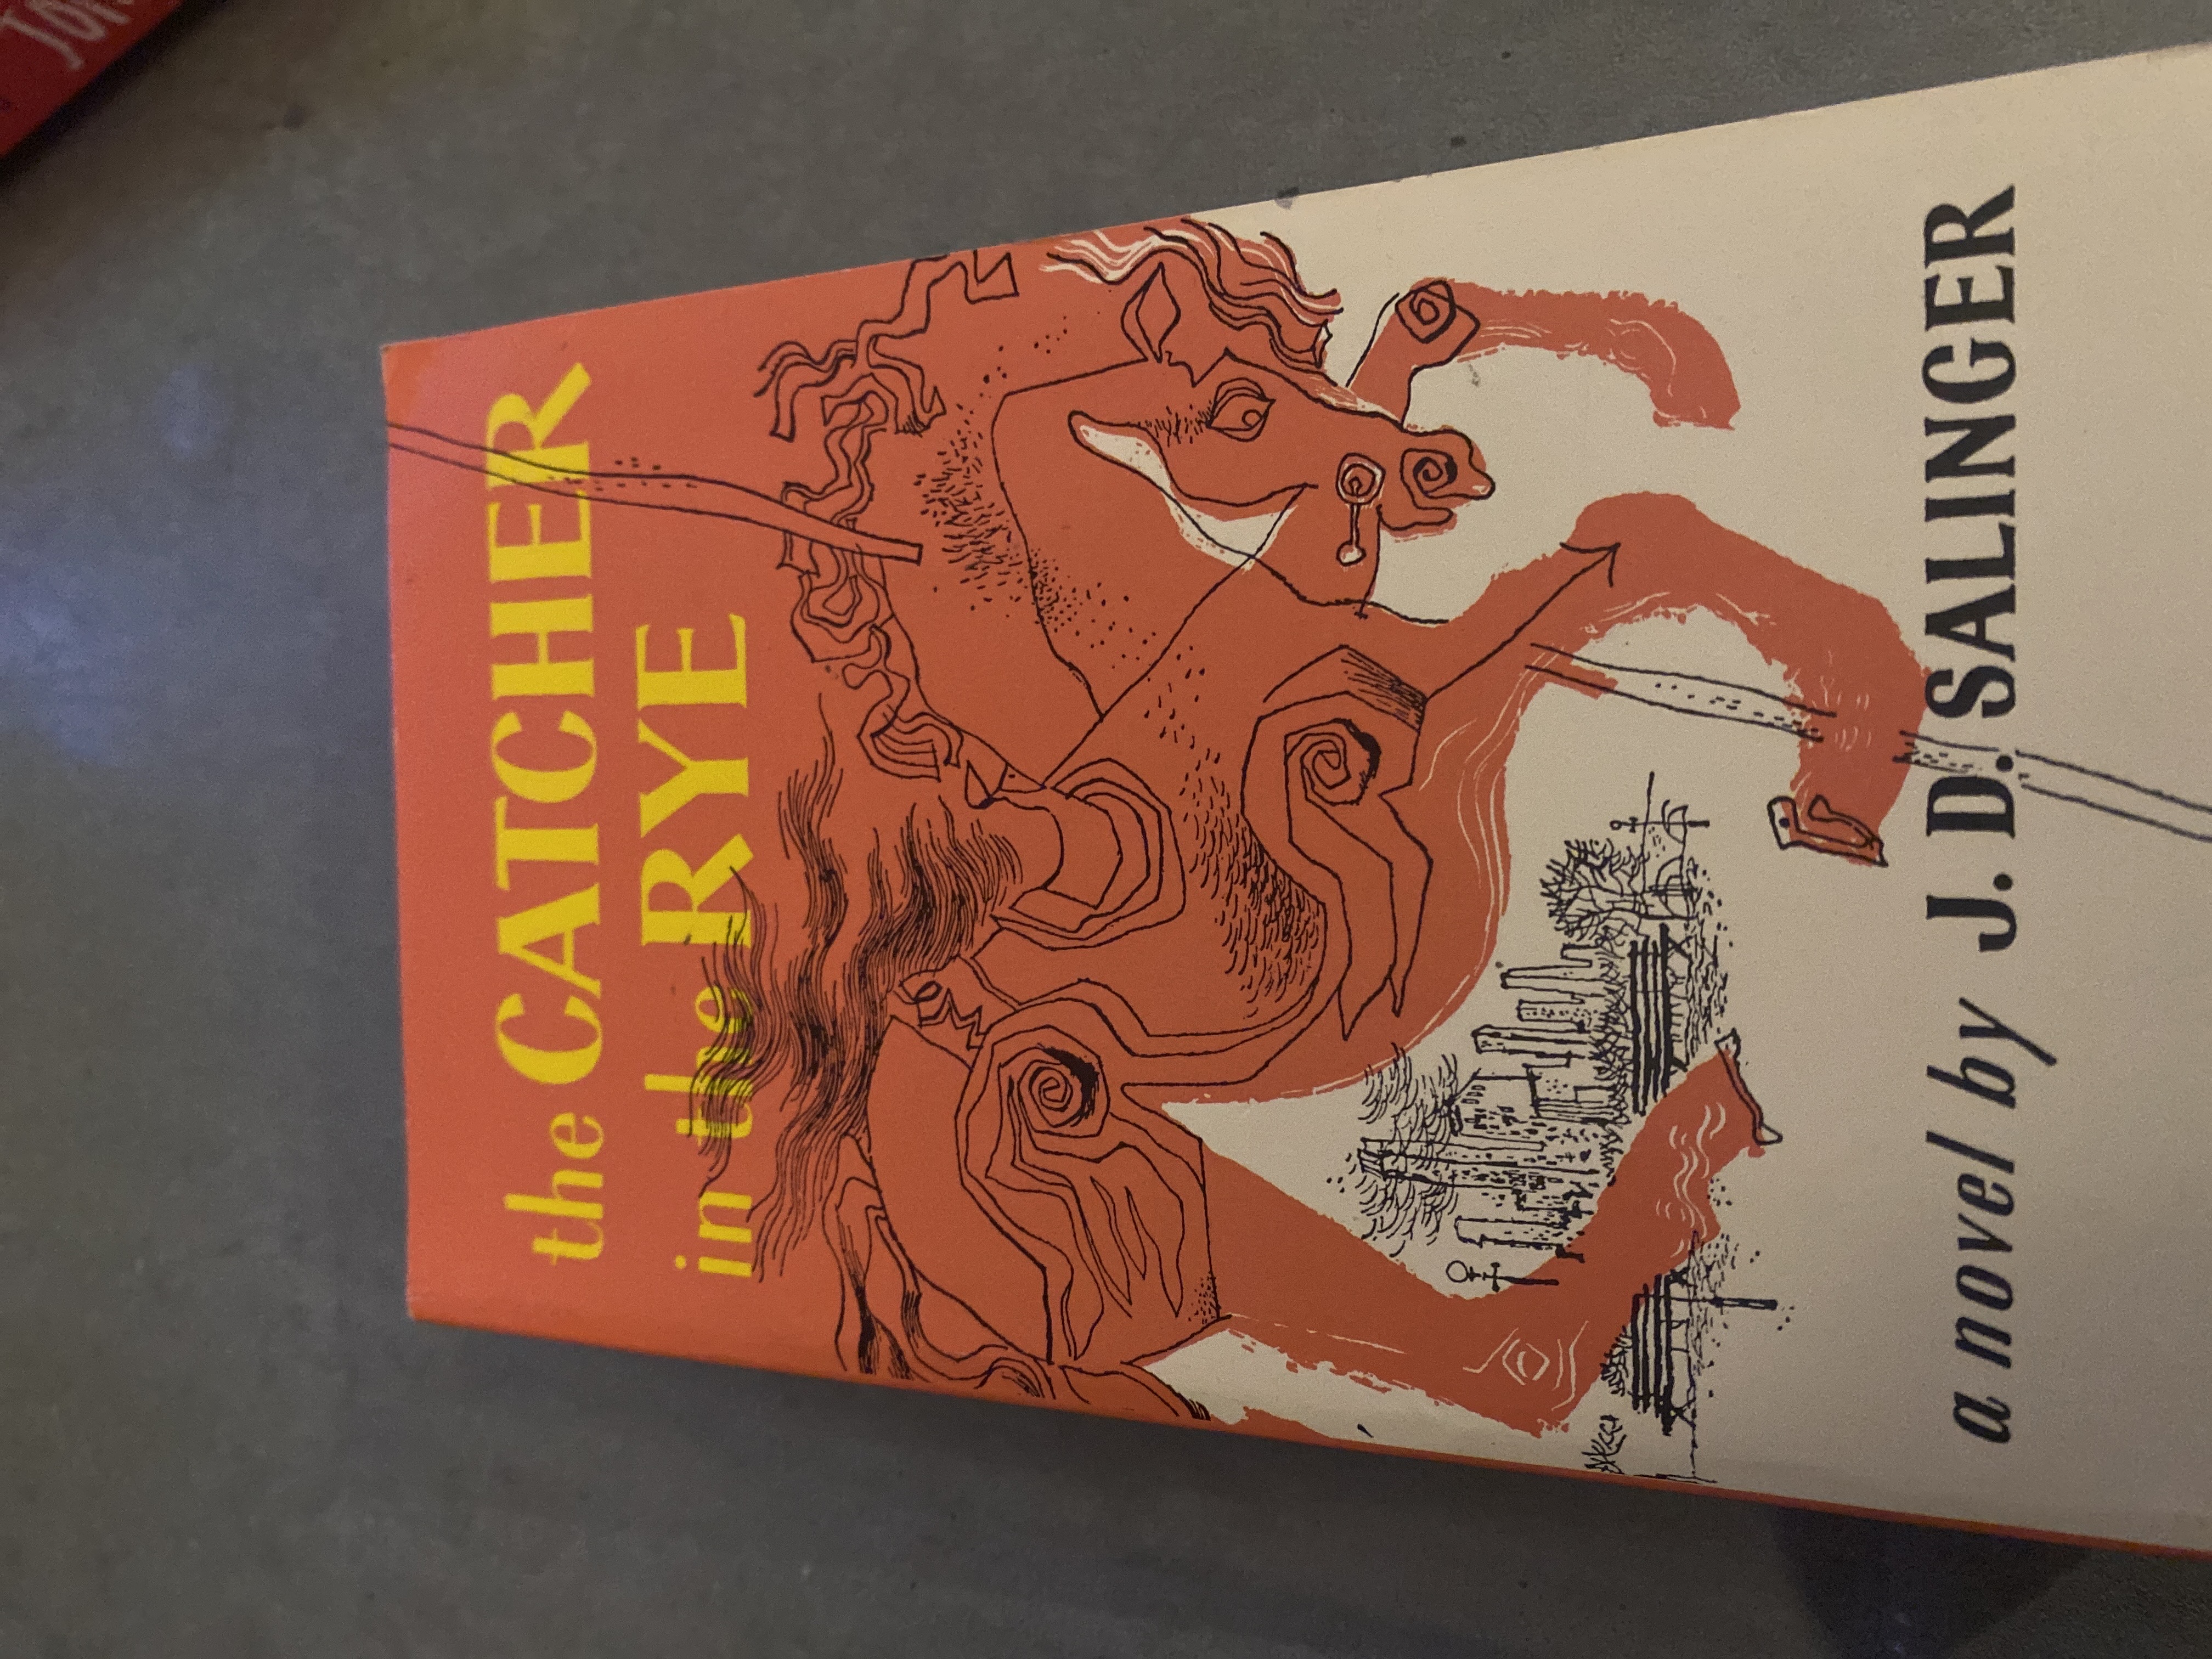 the CATCHER
in the RYE
a novel by J. D. SALINGER